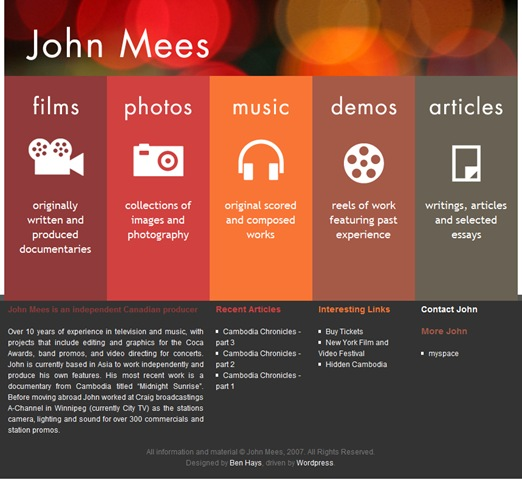 John Mees
films
photos
music
demos
articles
originally
written and
produced
documentaries
collections of
images and
photography
original scored
and composed
works
reels of work
featuring past
experience
writings, articles
and selected
essays
John Mees is an independent Canadian producer
Over 10 years of experience in television and music, with
projects that include editing and graphics for the Coca
Awards, band promos, and video directing for concerts.
John is currently based in Asia to work independently and
produce his own features. His most recent work is a
documentary from Cambodia titled “Midnight Sunrise”.
Before moving abroad John worked at Craig broadcastings
A-Channel in Winnipeg (currently City TV) as the stations
camera, lighting and sound for over 300 commercials and
station promos.
Recent Articles
Cambodia Chronicles -
part 3
Cambodia Chronicles -
part 2
Cambodia Chronicles -
part 1
Interesting Links
Buy Tickets
New York Film and
Video Festival
Hidden Cambodia
Contact John
More John
myspace
All information and material © John Mees, 2007. All Rights Reserved.
Designed by Ben Hays, driven by Wordpress.